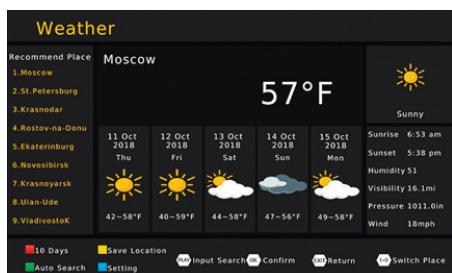 Weather
Recommend Place
1.Moscow
2.St.Petersburg
3.Krasnodar
4.Rostov-na-Donu
5.Ekaterinburg
6.Novosibirsk
7.Krasnoyarsk
8.Ulan-Ude
9.VladivostoK
Moscow
57°F
Sunny
11 Oct 2018 Thu
42~58°F
12 Oct 2018 Fri
40~59°F
13 Oct 2018 Sat
44~58°F
14 Oct 2018 Sun
47~56°F
15 Oct 2018 Mon
49~58°F
Sunrise 6:53 am
Sunset 5:38 pm
Humidity 51
Visibility 16.1mi
Pressure 1011.0in
Wind 18mph
10 Days
Save Location
PLAY Input Search
OK Confirm
EXIT Return
1~9 Switch Place
Auto Search
Setting